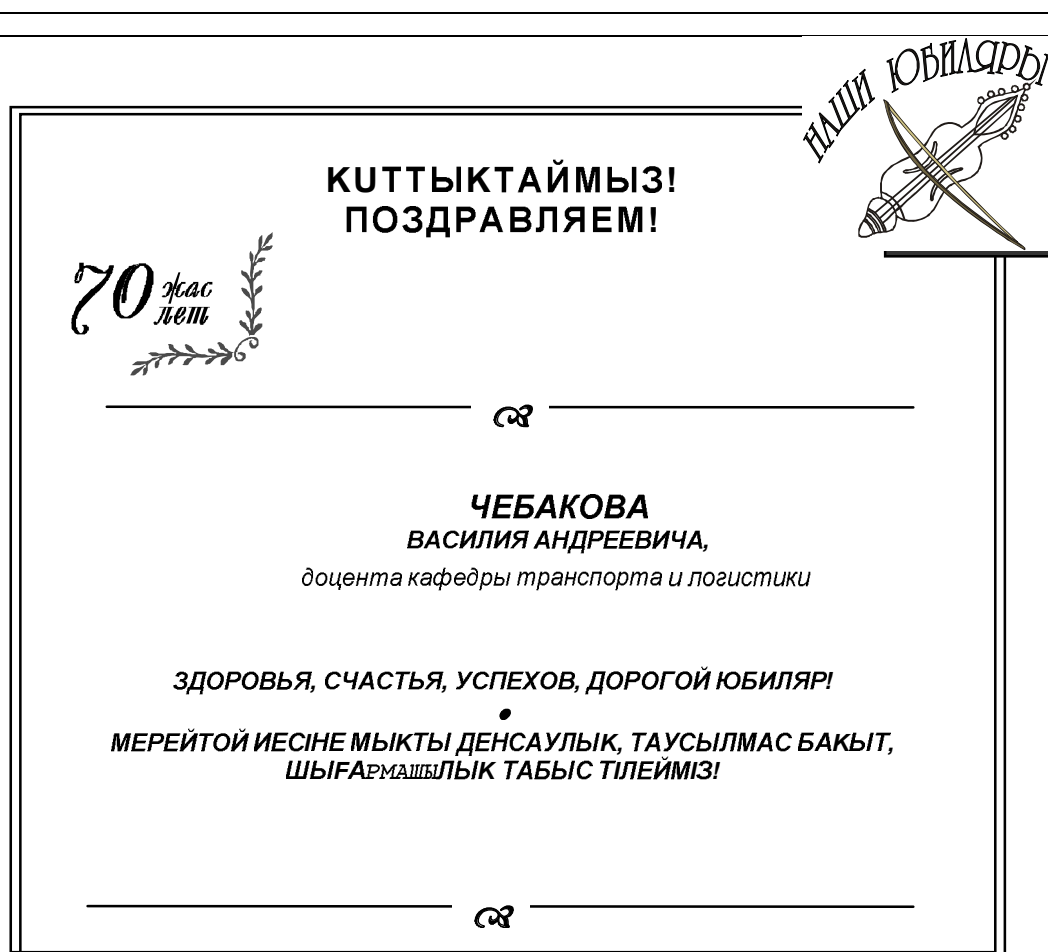 НАШИ ЮБИЛЯРЫ
КUТТЫКТАЙМЫЗ!
ПОЗДРАВЛЯЕМ!
70 жас
лет
ЧЕБАКОВА
ВАСИЛИЯ АНДРЕЕВИЧА,
доцента кафедры транспорта и логистики
ЗДОРОВЬЯ, СЧАСТЬЯ, УСПЕХОВ, ДОРОГОЙ ЮБИЛЯР!
•
МЕРЕЙТОЙ ИЕСІНЕ МЫКТЫ ДЕНСАУЛЫК, ТАУСЫЛМАС БАКЫТ,
ШЫFАРМАШЫЛЫК ТАБЫС ТІЛЕЙМІЗ!